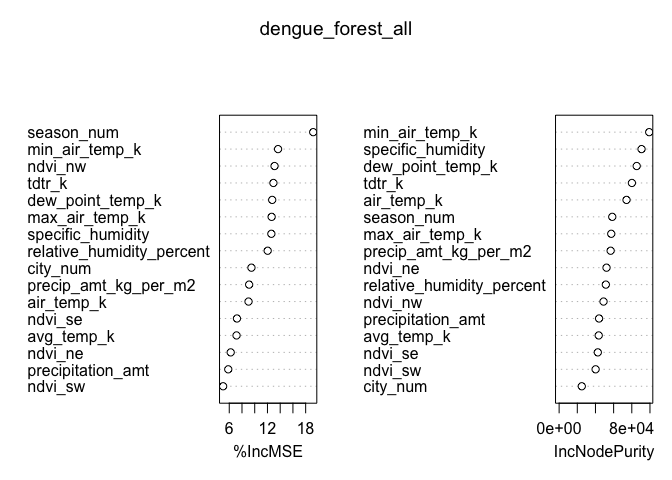 dengue_forest_all
season_num
min_air_temp_k
ndvi_nw
tdtr_k
dew_point_temp_k
max_air_temp_k
specific_humidity
relative_humidity_percent
city_num
precip_amt_kg_per_m2
air_temp_k
ndvi_se
avg_temp_k
ndvi_ne
precipitation_amt
ndvi_sw
6 12 18
%IncMSE
min_air_temp_k
specific_humidity
dew_point_temp_k
tdtr_k
air_temp_k
season_num
max_air_temp_k
precip_amt_kg_per_m2
ndvi_ne
relative_humidity_percent
ndvi_nw
precipitation_amt
avg_temp_k
ndvi_se
ndvi_sw
city_num
0e+00 8e+04
IncNodePurity